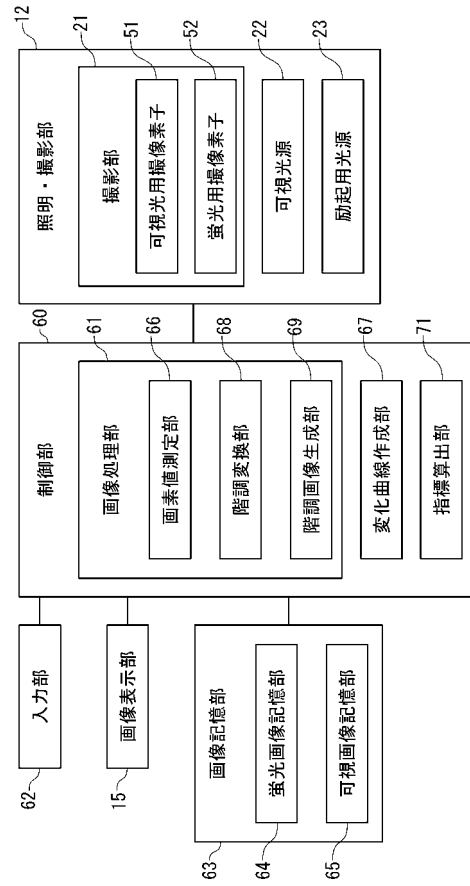 62
入力部
15
画像表示部
63
画像記憶部
64
蛍光画像記憶部
65
可視画像記憶部
60
制御部
61
画像処理部
66
画素値測定部
68
階調変換部
69
階調画像生成部
67
変化曲線作成部
71
指標算出部
12
照明・撮影部
21
撮影部
51
可視光用撮像素子
52
蛍光用撮像素子
22
可視光源
23
励起用光源